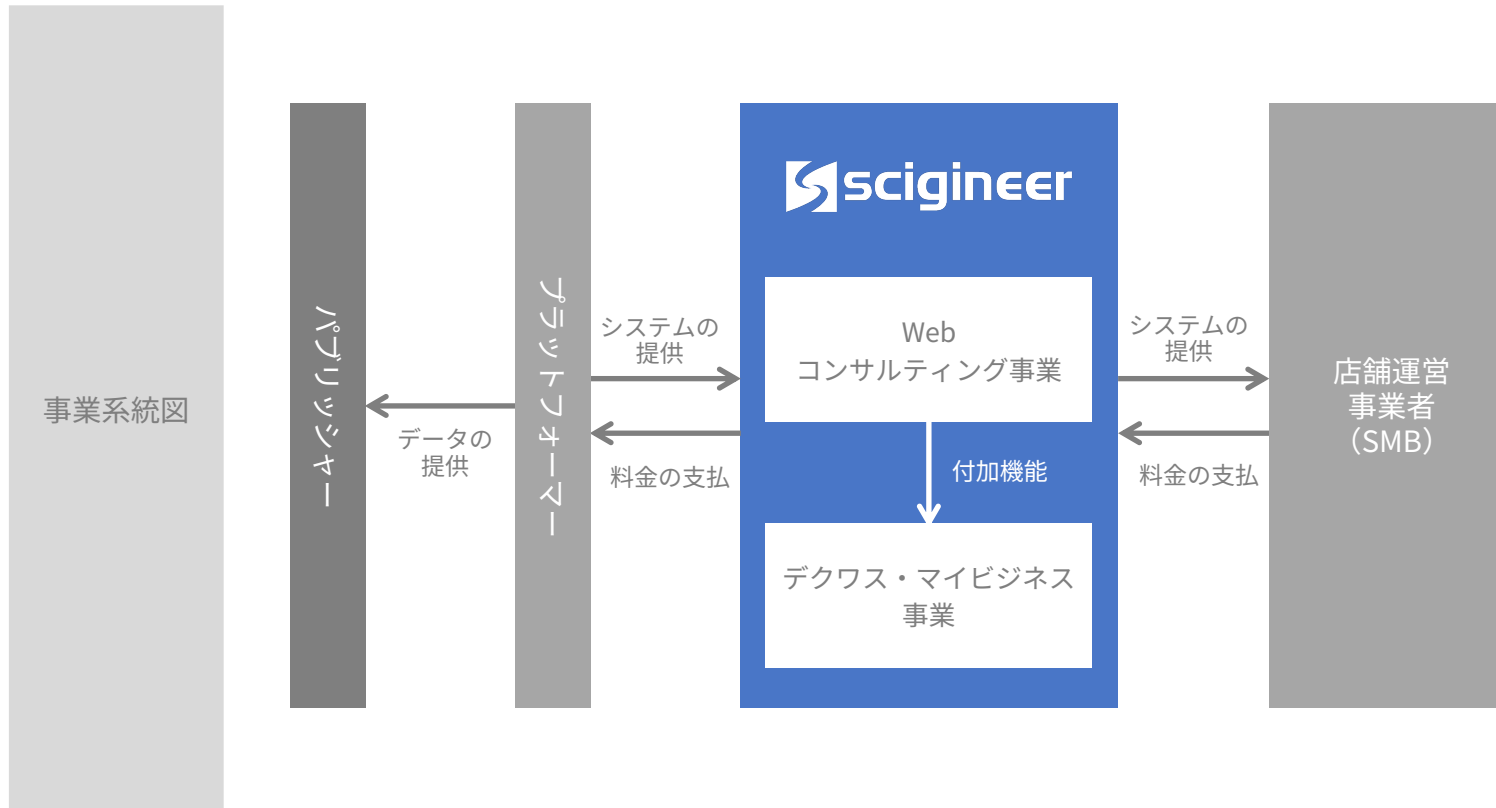 事業系統図
パブリッシャー
データの
提供
プラットフォーマー
システムの
提供
料金の支払
scigineer
Web
コンサルティング事業
付加機能
デクワス・マイビジネス
事業
システムの
提供
料金の支払
店舗運営
事業者
（SMB）